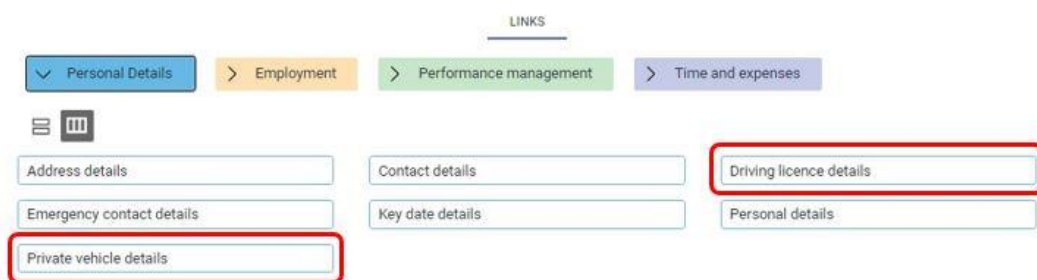 LINKS
Personal Details Employment Performance management Time and expenses
Address details Contact details Driving licence details
Emergency contact details Key date details Personal details
Private vehicle details